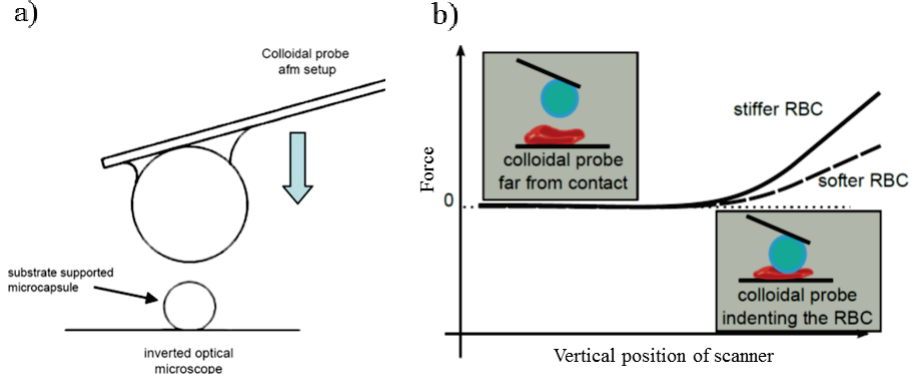 a)
Colloidal probe
afm setup
substrate supported
microcapsule
inverted optical
microscope
b)
Force
0
colloidal probe
far from contact
stiffer RBC
softer RBC
colloidal probe
indenting the RBC
Vertical position of scanner